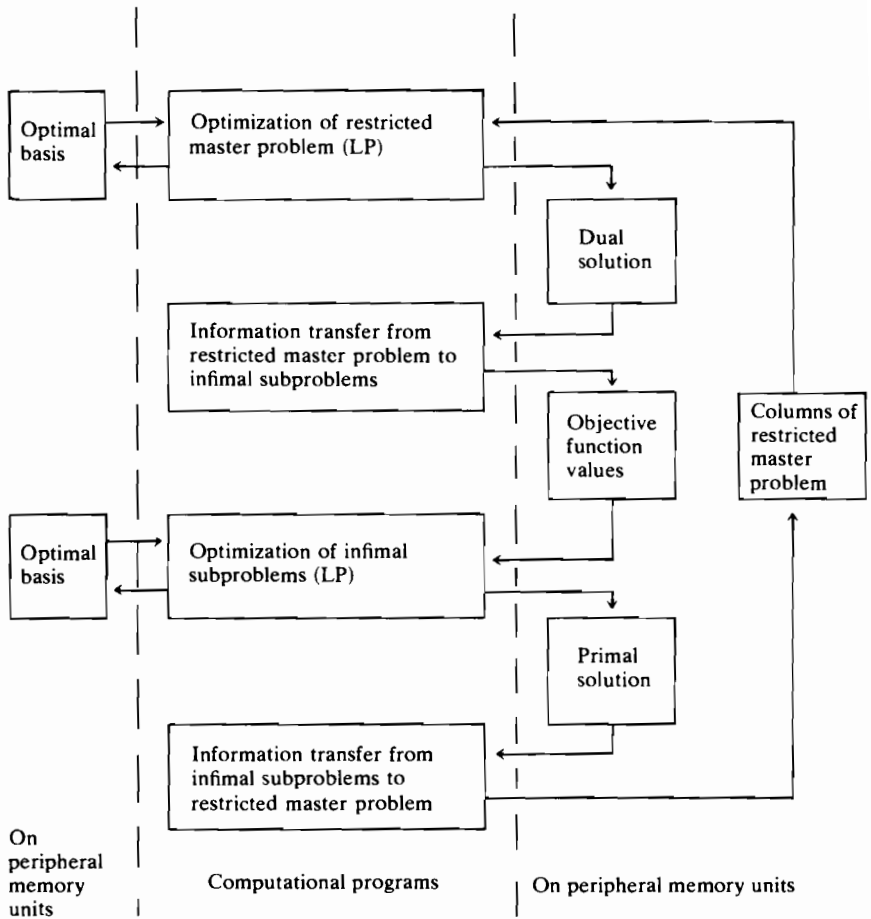 Optimal
basis
Optimization of restricted
master problem (LP)
Dual
solution
Information transfer from
restricted master problem to
infimal subproblems
Objective
function
values
Columns of
restricted
master
problem
Optimal
basis
Optimization of infimal
subproblems (LP)
Primal
solution
Information transfer from
infimal subproblems to
restricted master problem
On
peripheral
memory
units
Computational programs
On peripheral memory units